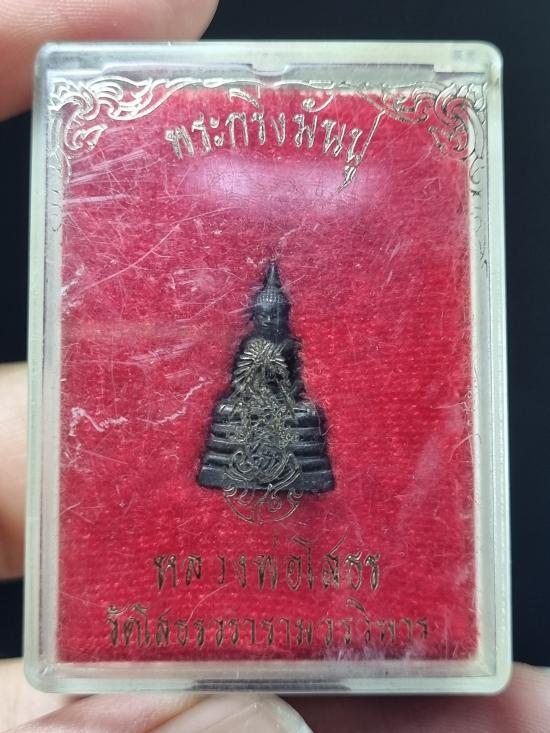 พระกริ่งมันปู
หลวงพ่อโสธร
วัดโสธรวรารามวรวิหาร